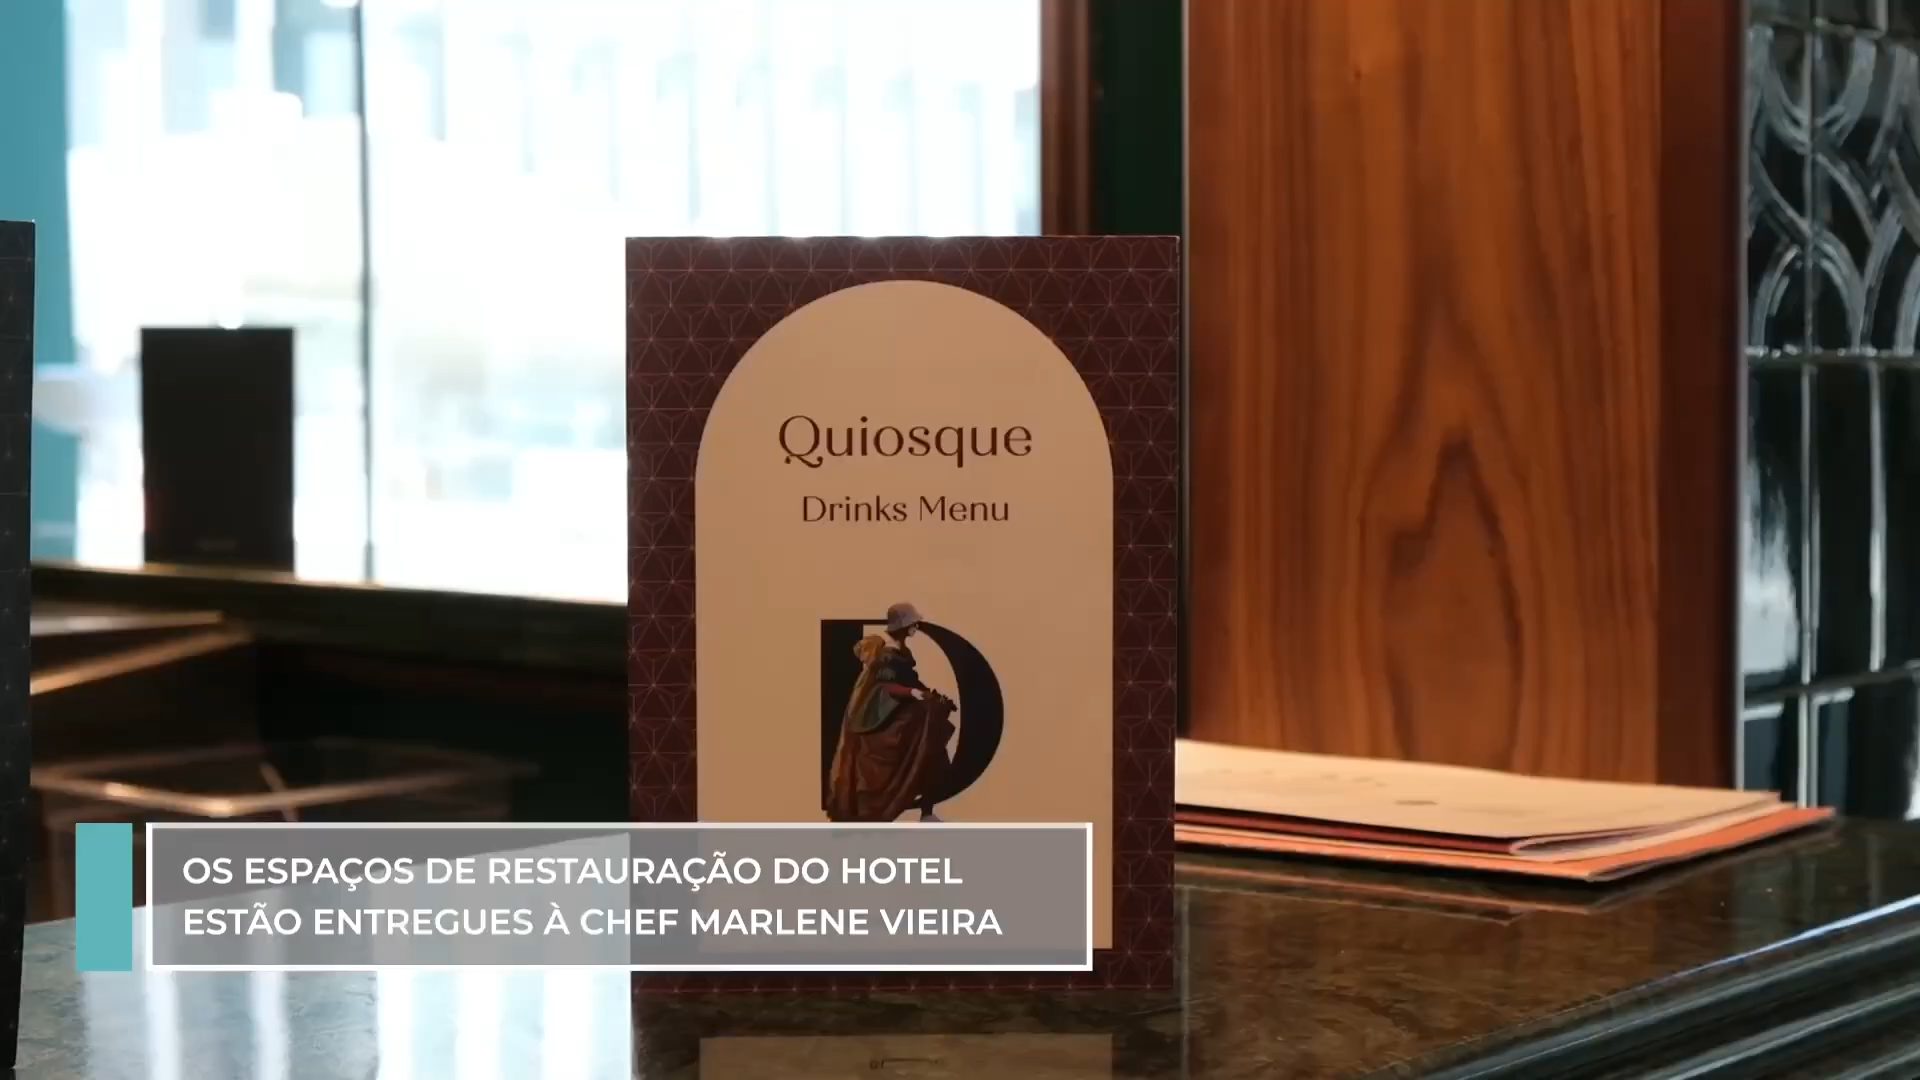 Quiosque
Drinks Menu
D
OS ESPAÇOS DE RESTAURAÇÃO DO HOTEL
ESTÃO ENTREGUES À CHEF MARLENE VIEIRA